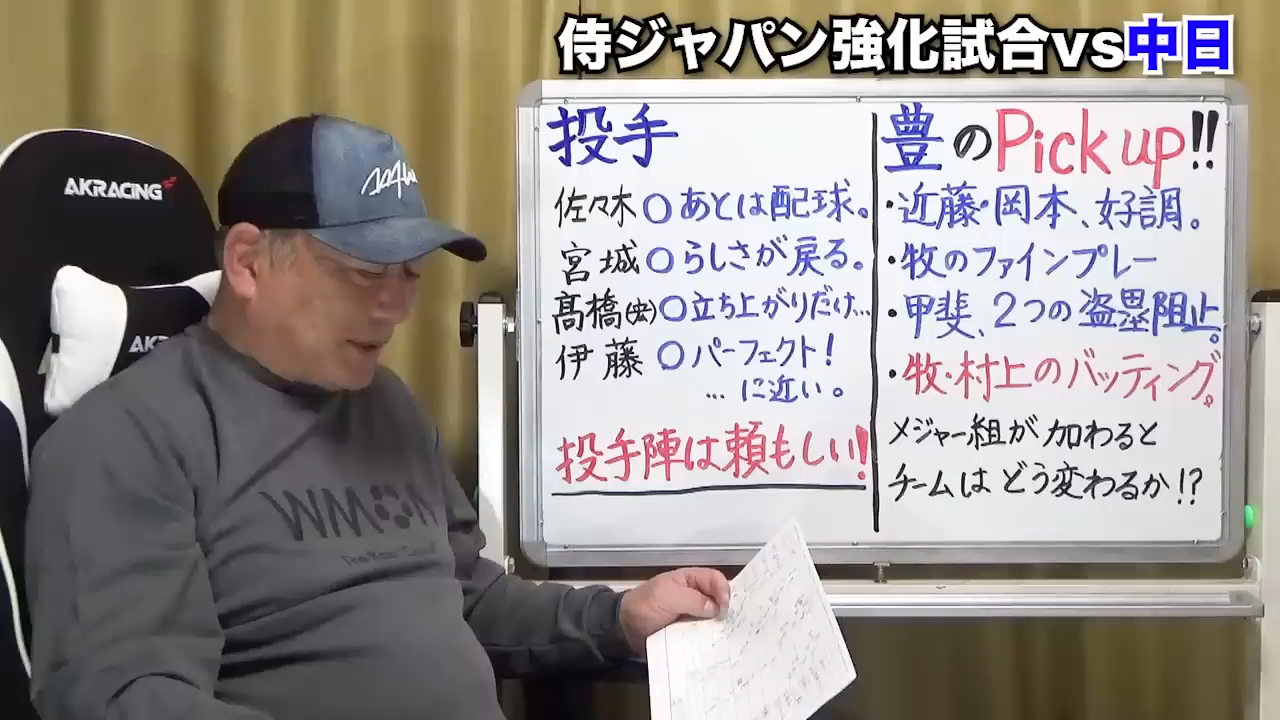 侍ジャパン強化試合vs中日
投手
佐々木〇あとは配球。
宮城〇らしさが戻る。
髙橋(宏)〇立ち上がりだけ…
伊藤〇パーフェクト!
…に近い。
投手陣は頼もしい!
豊のPick up!!
・近藤・岡本、好調。
・牧のファインプレー
・甲斐、2つの盗塁阻止。
・牧・村上のバッティング。
メジャー組が加わると
チームはどう変わるか!?
AKRACING
AK
WM